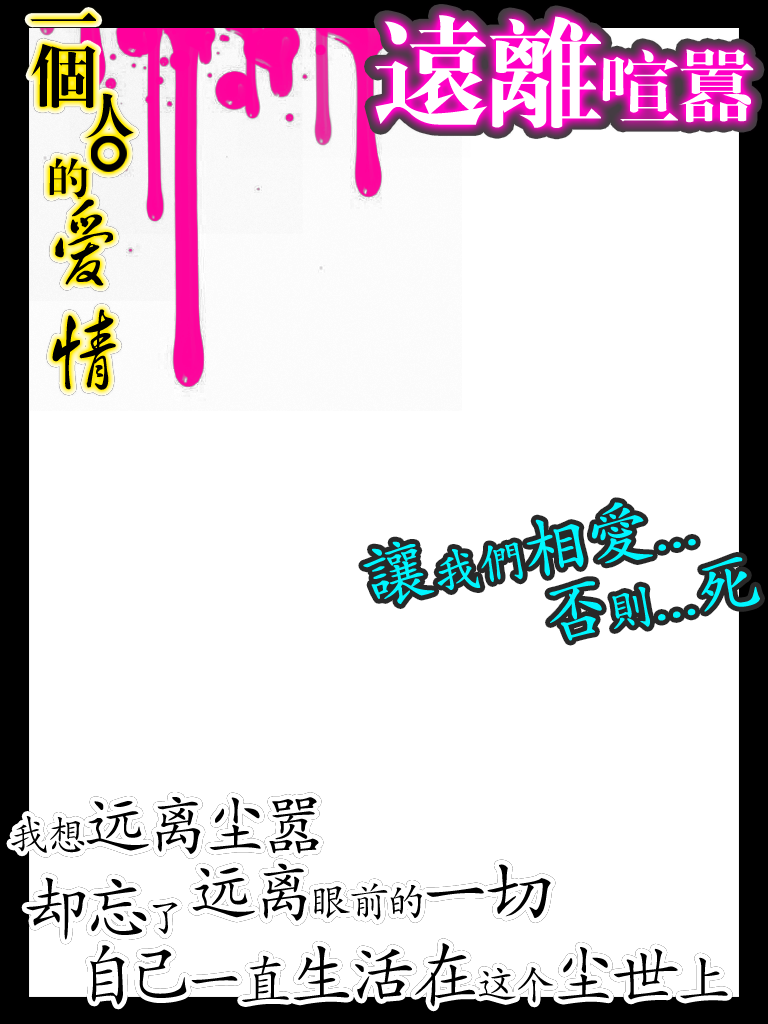 一個人的爱情
遠離喧囂
讓我們相愛...
否則...死
我想远离尘嚣
却忘了远离眼前的一切
自己一直生活在这个尘世上